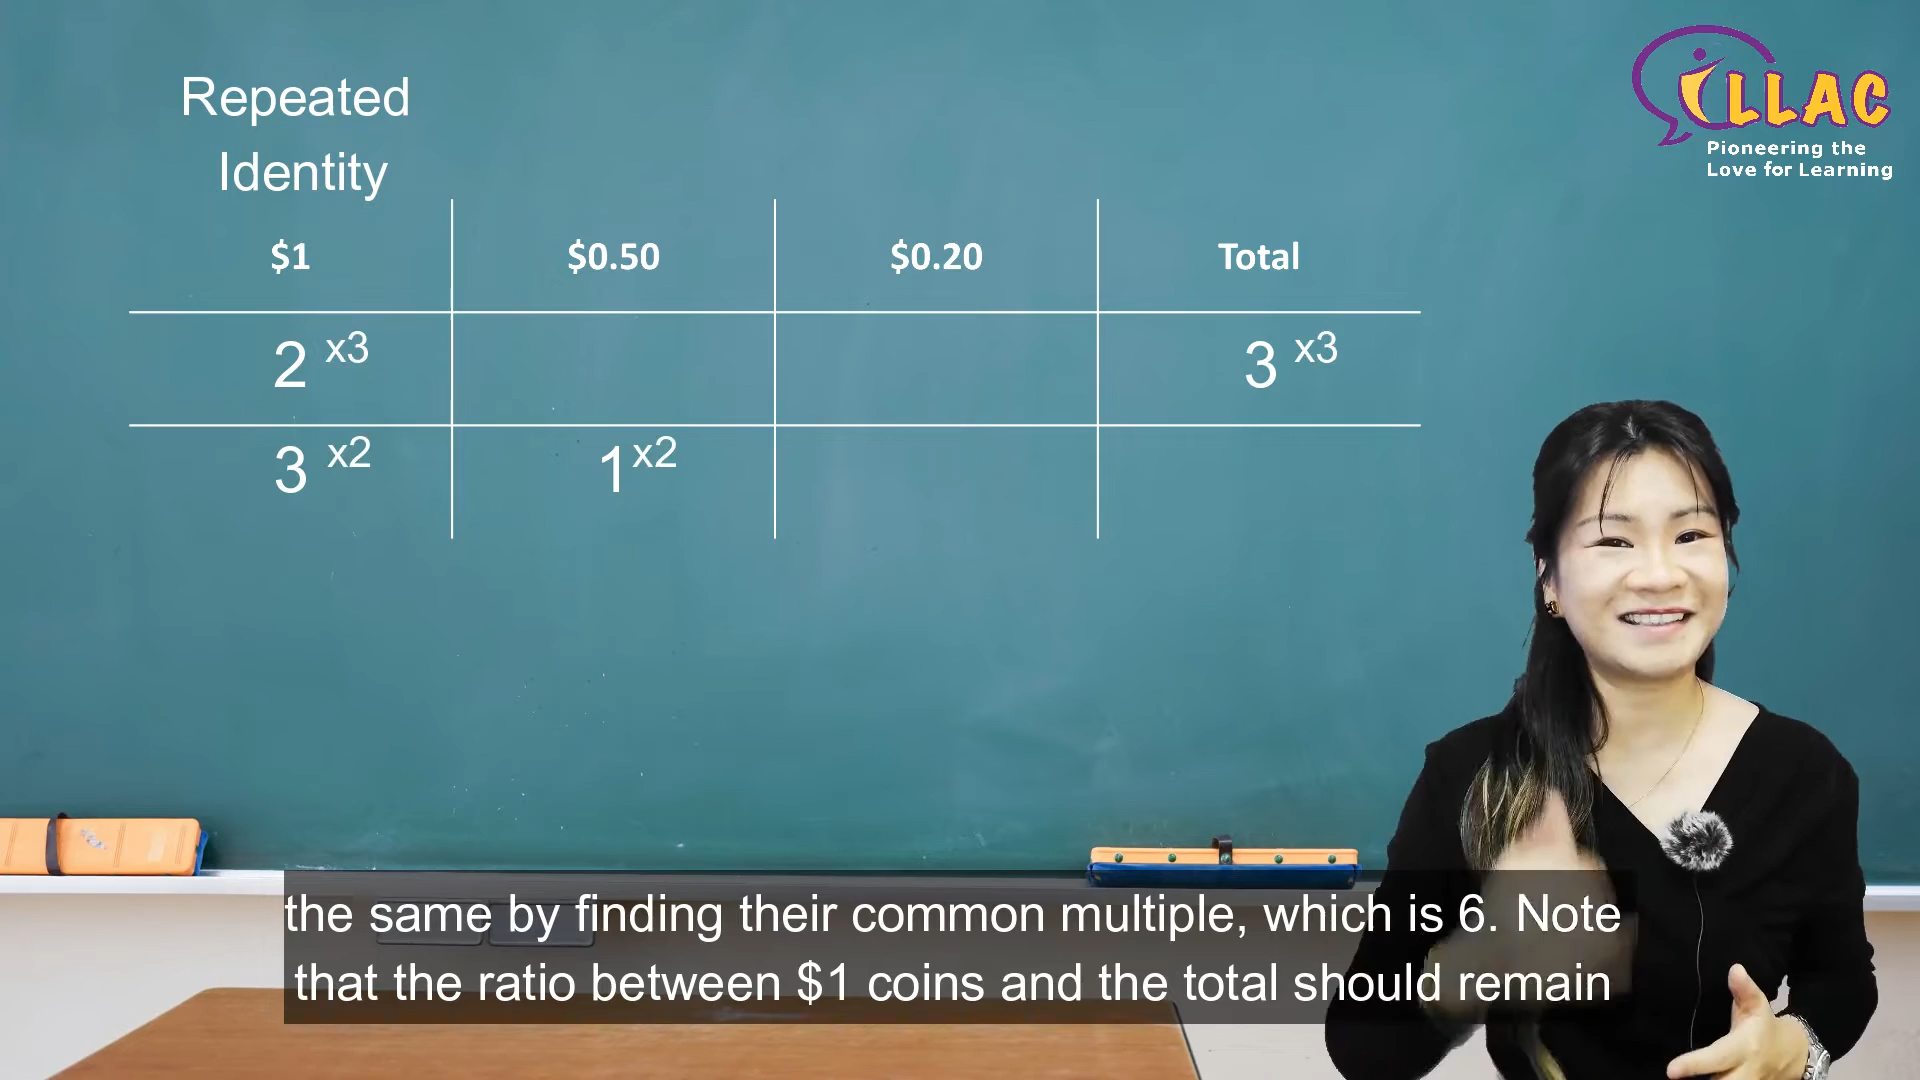 Repeated
Identity
$1 $0.50 $0.20 Total
2 x3 3 x3
3 x2 1 x2
iLLAC
Pioneering the
Love for Learning
the same by finding their common multiple, which is 6. Note
that the ratio between $1 coins and the total should remain